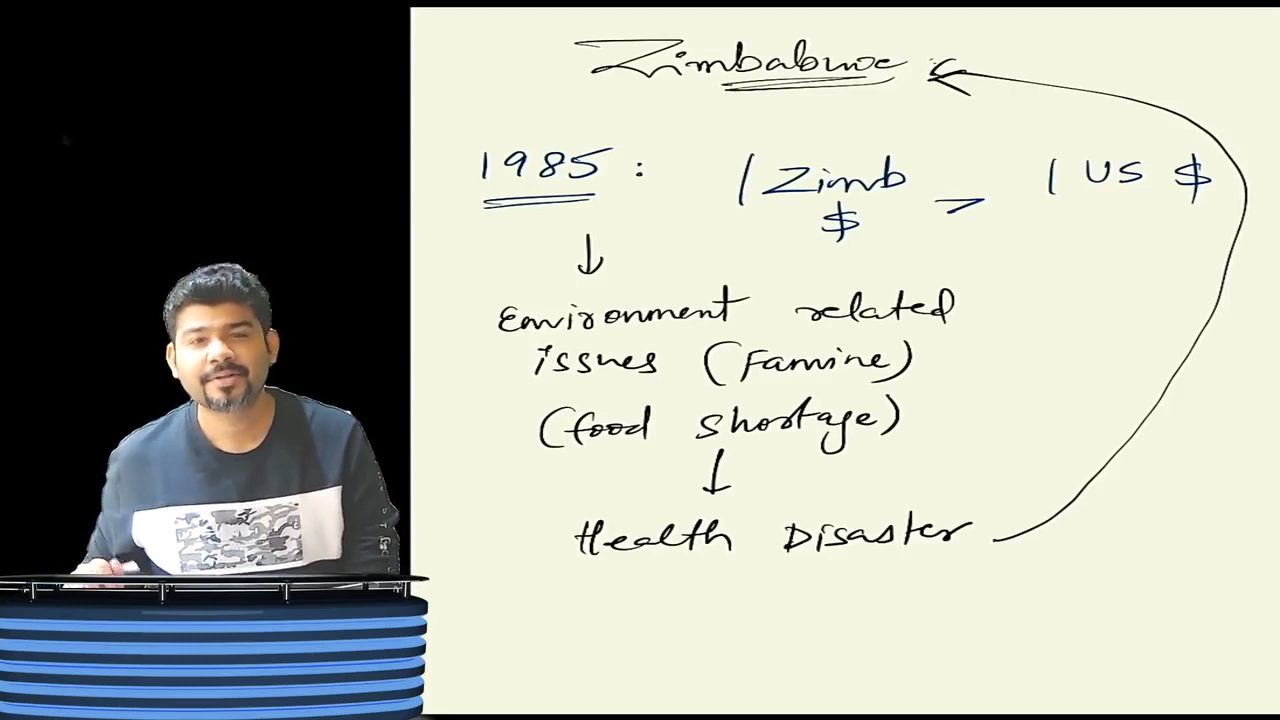 Zimbabwe
1985 : 1 Zimb $ > 1 US $
↓
Environment related
issues (Famine)
(food shortage)
↓
Health Disaster